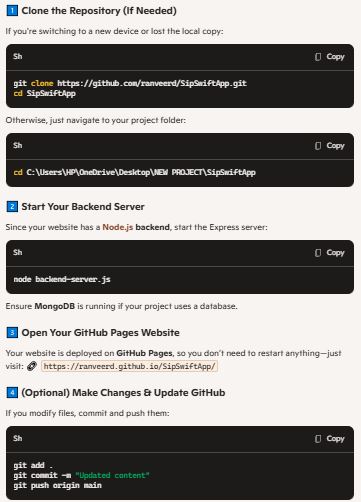 1 Clone the Repository (If Needed)
If you're switching to a new device or lost the local copy:
Sh Copy
git clone https://github.com/ranveerd/SipSwiftApp.git
cd SipSwiftApp
Otherwise, just navigate to your project folder:
Sh Copy
cd C:\Users\HP\OneDrive\Desktop\NEW PROJECT\SipSwiftApp
2 Start Your Backend Server
Since your website has a Node.js backend, start the Express server:
Sh Copy
node backend-server.js
Ensure MongoDB is running if your project uses a database.
3 Open Your GitHub Pages Website
Your website is deployed on GitHub Pages, so you don't need to restart anything—just
visit: 🔗 https://ranveerd.github.io/SipSwiftApp/
4 (Optional) Make Changes & Update GitHub
If you modify files, commit and push them:
Sh Copy
git add .
git commit -m "Updated content"
git push origin main